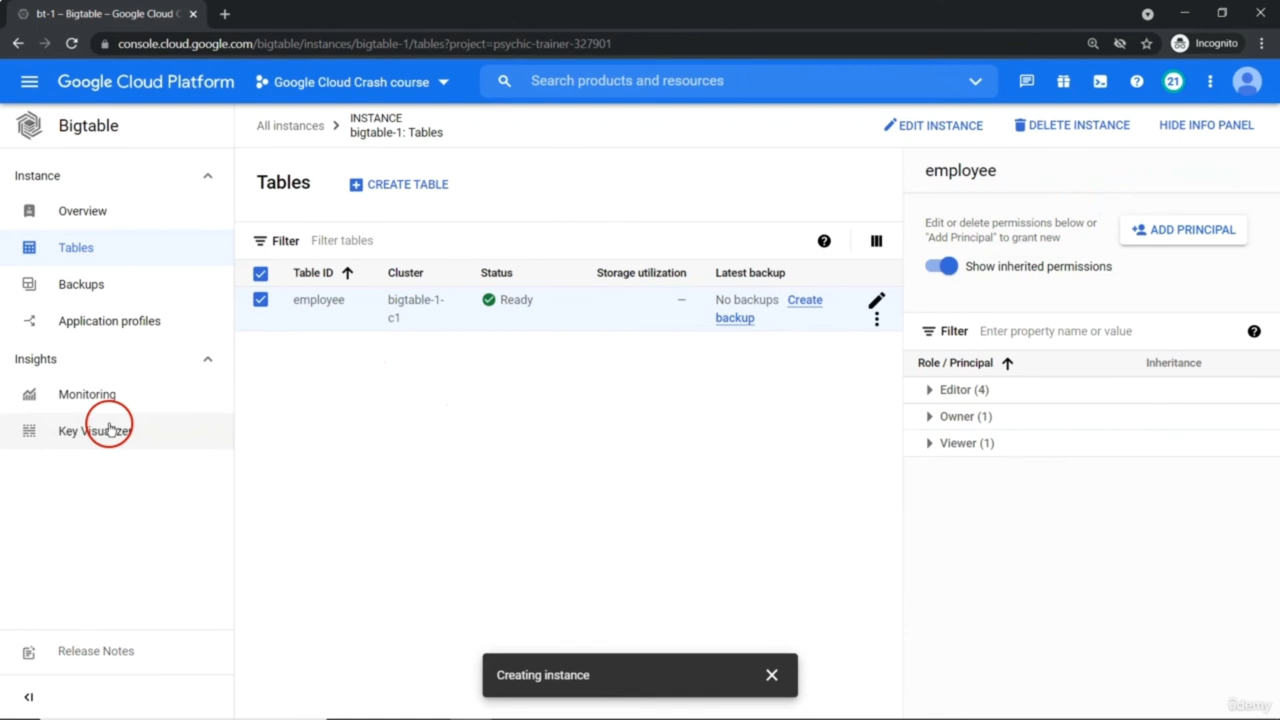 bt-1 – Bigtable – Google Cloud C
console.cloud.google.com/bigtable/instances/bigtable-1/tables?project=psychic-trainer-327901
Incognito
Google Cloud Platform
Google Cloud Crash course
Search products and resources
21
Bigtable
All instances
INSTANCE
bigtable-1: Tables
EDIT INSTANCE
DELETE INSTANCE
HIDE INFO PANEL
Instance
Overview
Tables
Backups
Application profiles
Insights
Monitoring
Key Visualizer
Release Notes
Tables
CREATE TABLE
Filter Filter tables
Table ID Cluster Status Storage utilization Latest backup
employee bigtable-1- Ready – No backups Create
c1 backup
Creating instance
employee
Edit or delete permissions below or
"Add Principal" to grant new
ADD PRINCIPAL
Show inherited permissions
Filter Enter property name or value
Role / Principal Inheritance
Editor (4)
Owner (1)
Viewer (1)
ûdemy